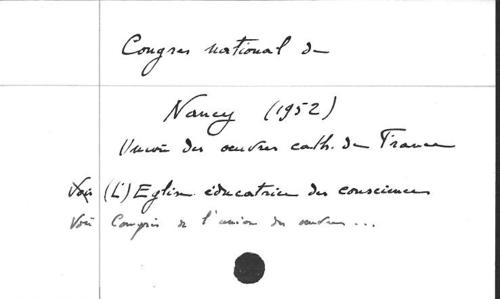 Congres national de
Nancy (1952)
Union des oeuvres cath. de France
Voir (L') Eglise éducatrice des consciences
Voir Congrès de l'union des oeuvres...